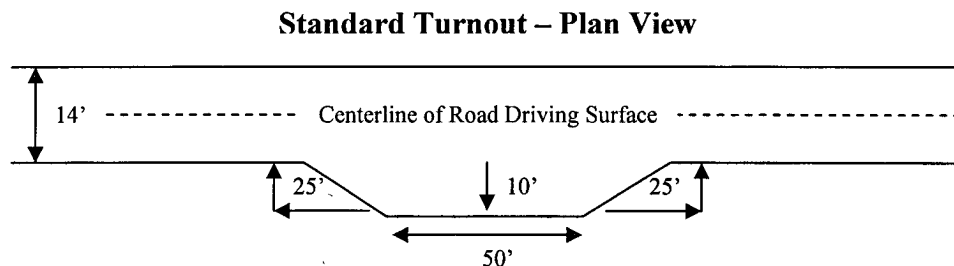 Standard Turnout – Plan View
14’
Centerline of Road Driving Surface
25’
10’
25’
50’